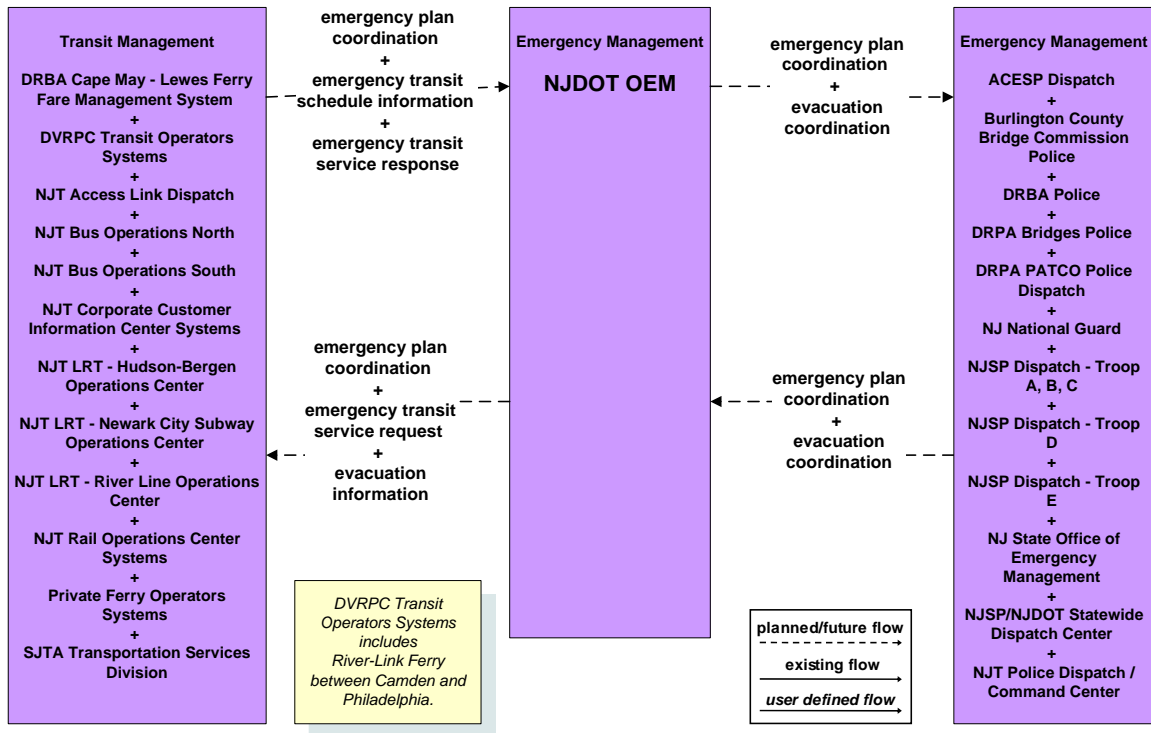 Transit Management
DRBA Cape May - Lewes Ferry
Fare Management System
+
DVRPC Transit Operators
Systems
+
NJT Access Link Dispatch
+
NJT Bus Operations North
+
NJT Bus Operations South
+
NJT Corporate Customer
Information Center Systems
+
NJT LRT - Hudson-Bergen
Operations Center
+
NJT LRT - Newark City Subway
Operations Center
+
NJT LRT - River Line Operations
Center
+
NJT Rail Operations Center
Systems
+
Private Ferry Operators
Systems
+
SJTA Transportation Services
Division
emergency plan
coordination
+
emergency transit
schedule information
+
emergency transit
service response
emergency plan
coordination
+
emergency transit
service request
+
evacuation
information
DVRPC Transit
Operators Systems
includes
River-Link Ferry
between Camden and
Philadelphia.
Emergency Management
NJDOT OEM
emergency plan
coordination
+
evacuation
coordination
emergency plan
coordination
+
evacuation
coordination
planned/future flow
existing flow
user defined flow
Emergency Management
ACESP Dispatch
+
Burlington County
Bridge Commission
Police
+
DRBA Police
+
DRPA Bridges Police
+
DRPA PATCO Police
Dispatch
+
NJ National Guard
+
NJSP Dispatch - Troop
A, B, C
+
NJSP Dispatch - Troop
D
+
NJSP Dispatch - Troop
E
+
NJ State Office of
Emergency
Management
+
NJSP/NJDOT Statewide
Dispatch Center
+
NJT Police Dispatch /
Command Center